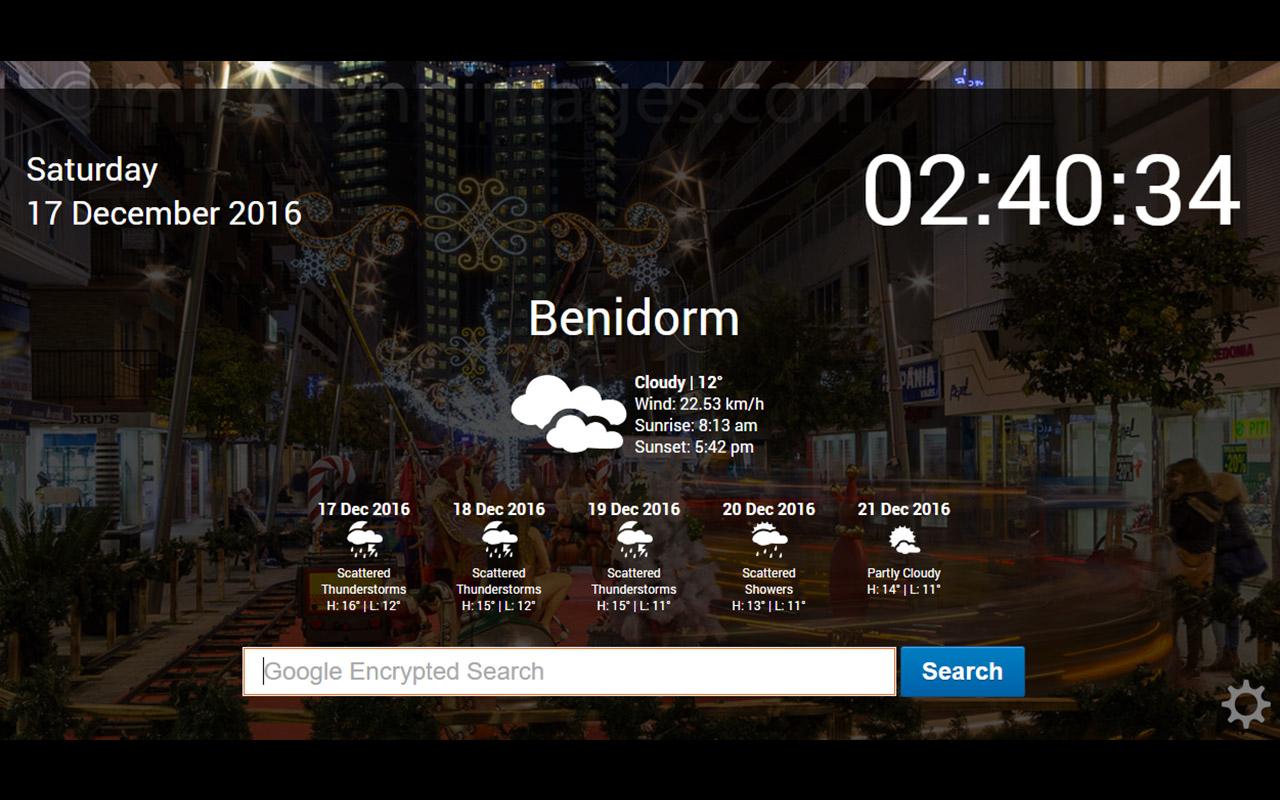 © mikeflynnimages.com
Saturday
17 December 2016
02:40:34
Benidorm
Cloudy | 12°
Wind: 22.53 km/h
Sunrise: 8:13 am
Sunset: 5:42 pm
17 Dec 2016
Scattered
Thunderstorms
H: 16° | L: 12°
18 Dec 2016
Scattered
Thunderstorms
H: 15° | L: 12°
19 Dec 2016
Scattered
Thunderstorms
H: 15° | L: 11°
20 Dec 2016
Scattered
Showers
H: 13° | L: 11°
21 Dec 2016
Partly Cloudy
H: 14° | L: 11°
Google Encrypted Search
Search
-20%
-20%